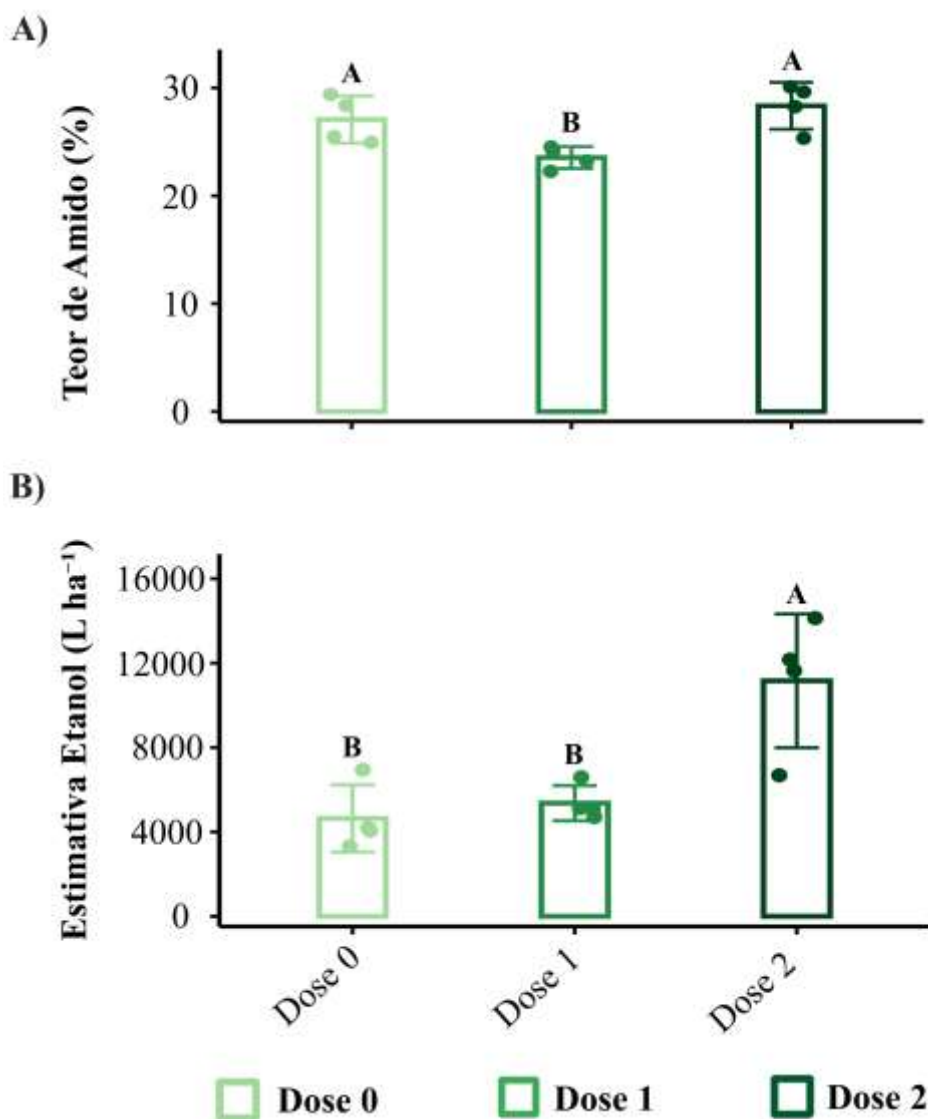 A)
Teor de Amido (%)
30
20
10
0
A
B
A
B)
Estimativa Etanol (L ha⁻¹)
16000
12000
8000
4000
0
B
B
A
Dose 0
Dose 1
Dose 2
Dose 0
Dose 1
Dose 2